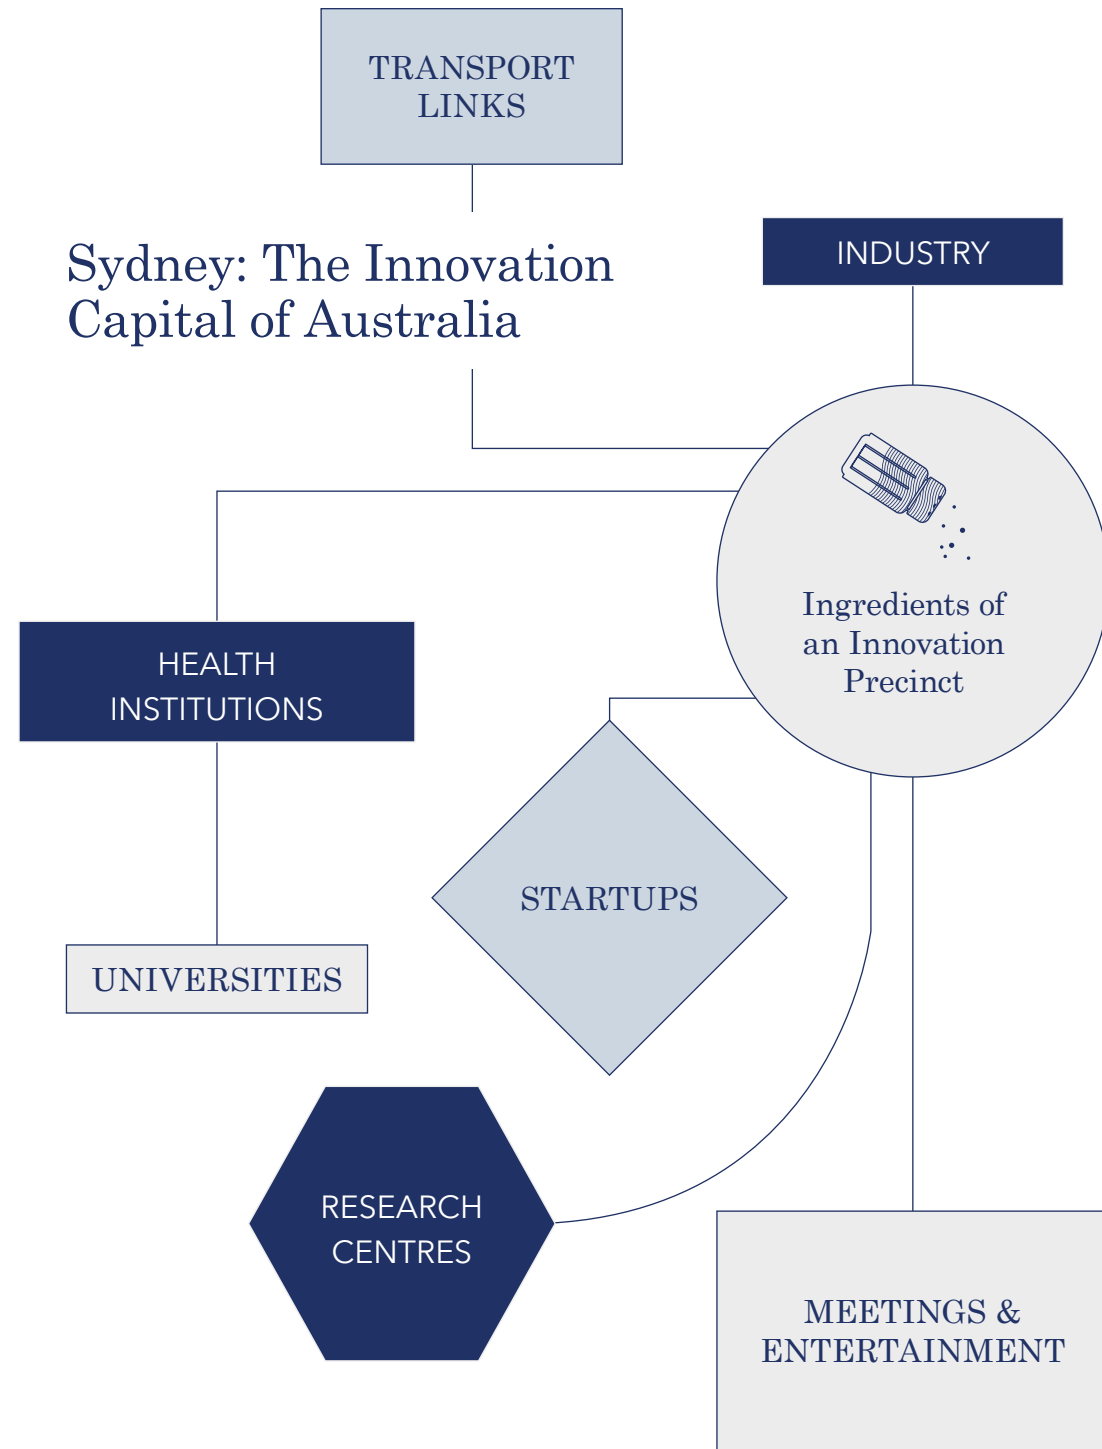 TRANSPORT
LINKS
Sydney: The Innovation
Capital of Australia
INDUSTRY
Ingredients of
an Innovation
Precinct
HEALTH
INSTITUTIONS
STARTUPS
UNIVERSITIES
RESEARCH
CENTRES
MEETINGS &
ENTERTAINMENT